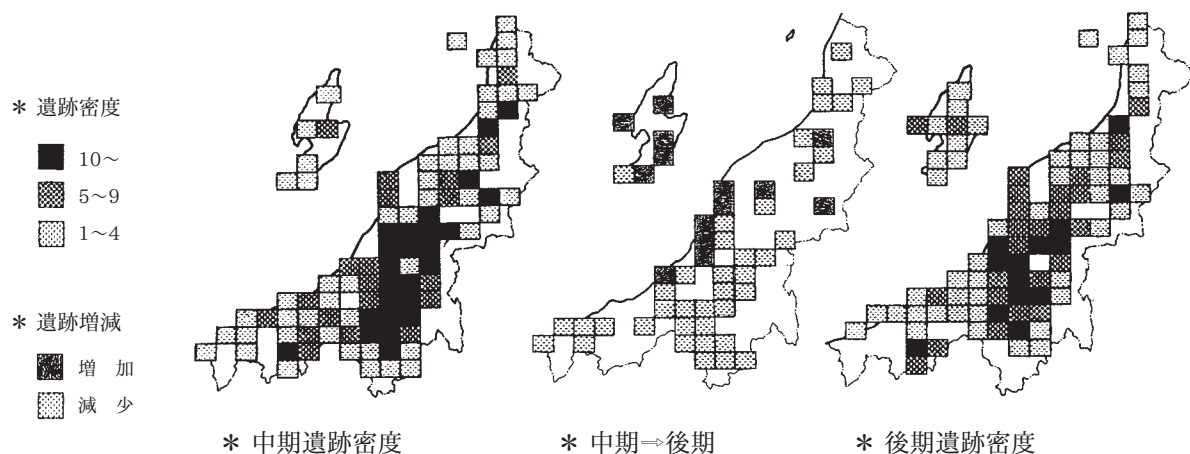 * 遺跡密度
10~
5~9
1~4
* 遺跡増減
増 加
減 少
* 中期遺跡密度
* 中期⇒後期
* 後期遺跡密度